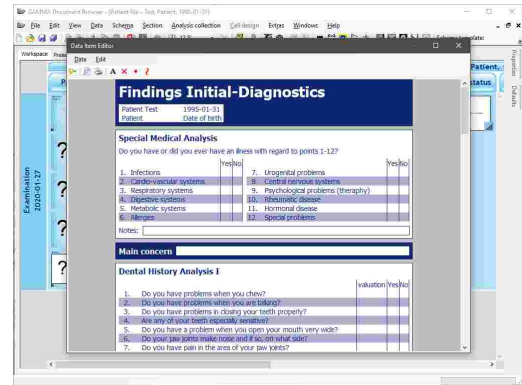 GAMMA Document Browser - [Patient File - Test, Patient, 1995-01-31]
File Edit View Data Schema Section Analysis collection Cell design Extras Windows Help
template:
Workspace
Data Item Editor
Data Edit
Patient,
status
Properties
Defaults
Examination
2020-01-27
?
?
?
?
Findings Initial-Diagnostics
Patient Test 1995-01-31
Patient Date of birth
Special Medical Analysis
Do you have or did you ever have an illness with regard to points 1-12?
Yes No Yes No
1. Infections 7. Urogenital problems
2 Cardio-vascular systems 8 Central nervous systems
3. Respiratory systems 9. Psychological problems (theraphy)
4. Digestive systems 10. Rheumatic disease
5. Metabolic systems 11. Hormonal disease
6. Allergies 12 Special problems
Notes:
Main concern
Dental History Analysis I
valuation Yes No
1. Do you have problems when you chew?
2. Do you have problems when you are talking?
3. Do you have problems in closing your teeth properly?
4. Are any of your teeth especially sensitive?
5. Do you have a problem when you open your mouth very wide?
6. Do your jaw joints make noise and if so, on what side?
7. Do you have pain in the area of your jaw joints?